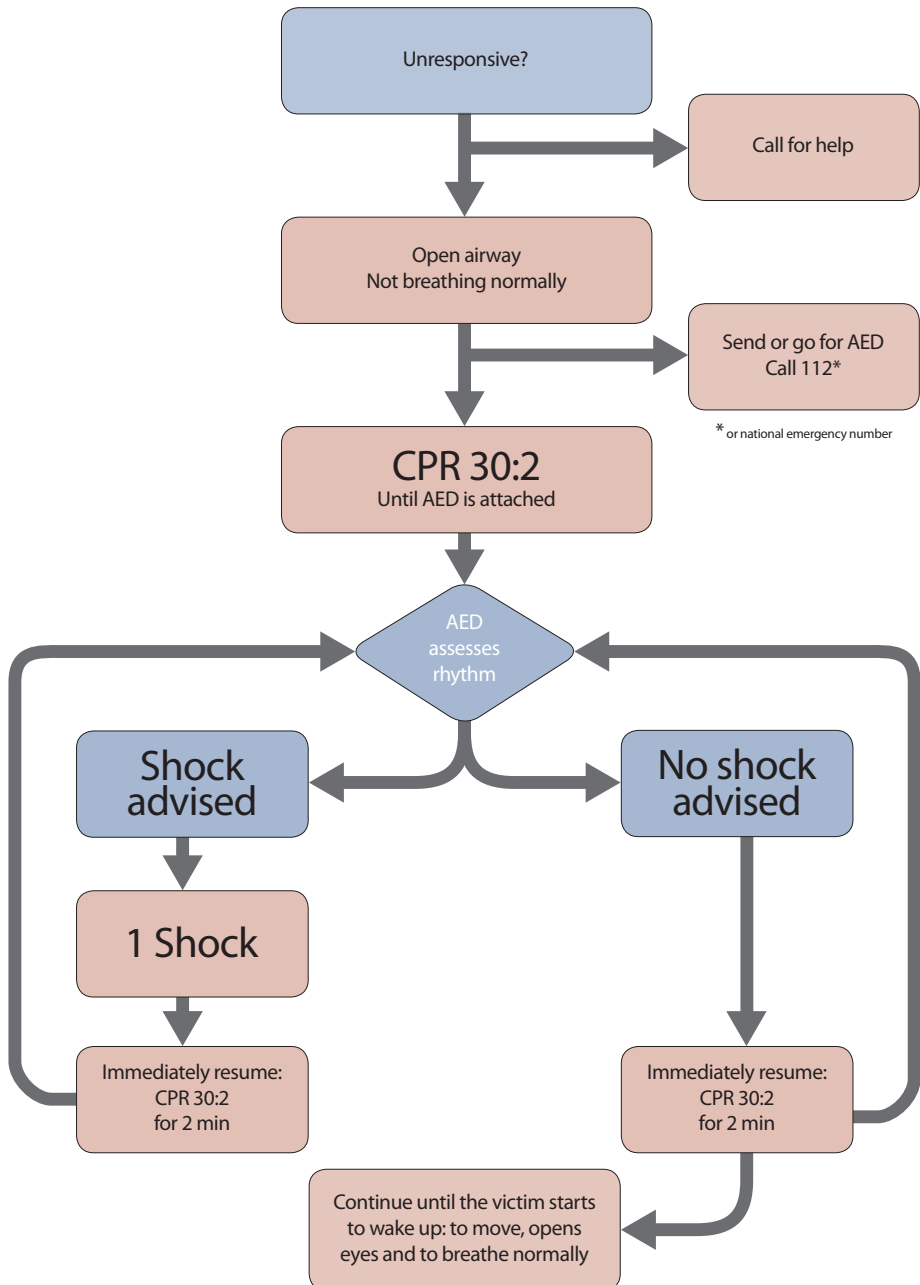 Unresponsive?
Call for help
Open airway
Not breathing normally
Send or go for AED
Call 112*
* or national emergency number
CPR 30:2
Until AED is attached
AED
assesses
rhythm
Shock
advised
No shock
advised
1 Shock
Immediately resume:
CPR 30:2
for 2 min
Immediately resume:
CPR 30:2
for 2 min
Continue until the victim starts
to wake up: to move, opens
eyes and to breathe normally